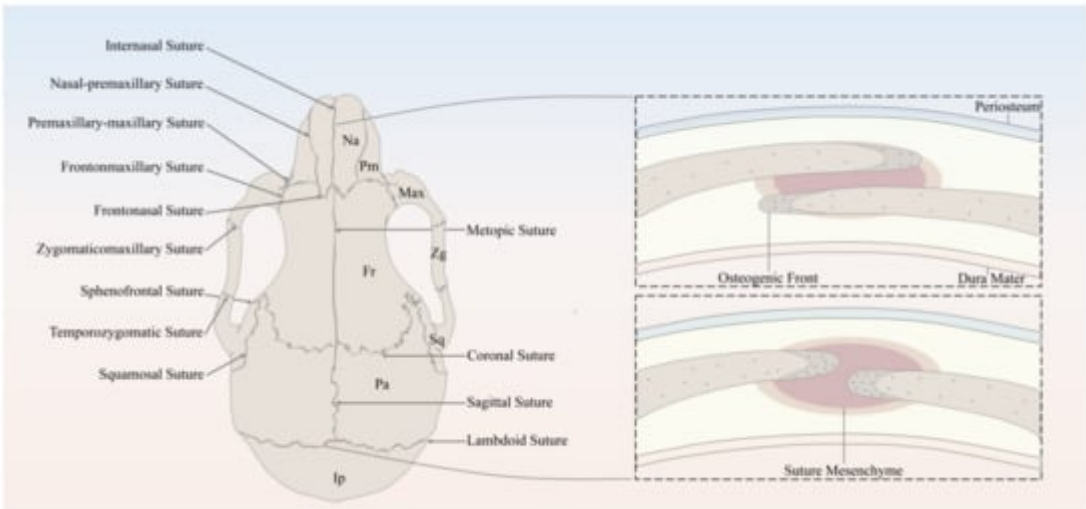 Internasal Suture
Nasal-premaxillary Suture
Premaxillary-maxillary Suture
Frontonmaxillary Suture
Frontonasal Suture
Zygomaticomaxillary Suture
Sphenofrontal Suture
Temporozygomatic Suture
Squamosal Suture
Na
Pm
Max
Zg
Fr
Sq
Pa
Ip
Metopic Suture
Coronal Suture
Sagittal Suture
Lambdoid Suture
Periosteum
Osteogenic Front
Dura Mater
Suture Mesenchyme